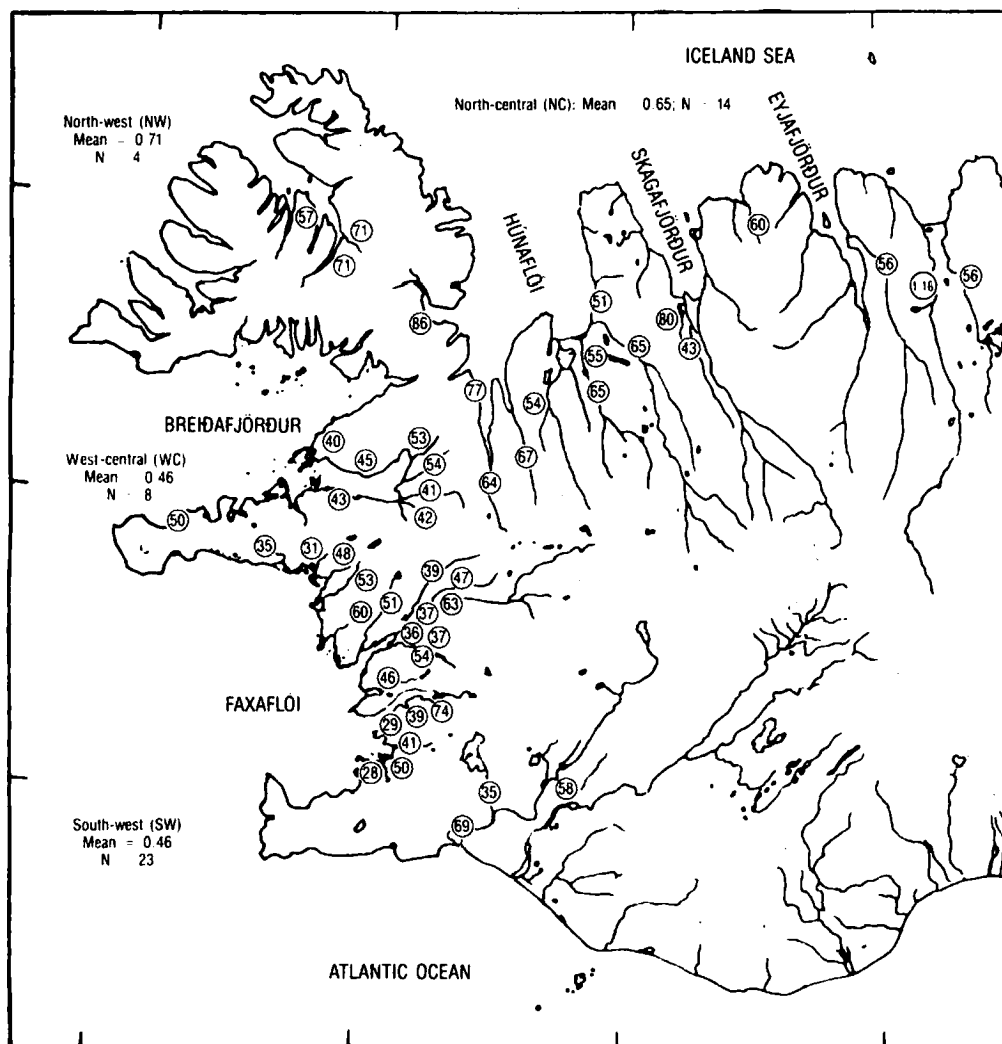 ICELAND SEA
North-central (NC): Mean 0.65; N - 14
North-west (NW)
Mean - 0 71
N 4
EYJAFJÖRÐUR
SKAGAFJÖRÐUR
HÚNAFLÓI
57
71
71
86
60
56
1 16
56
51
80
43
55
65
65
77
54
67
64
BREIÐAFJÖRÐUR
West-central (WC)
Mean 0 46
N - 8
40
45
53
54
43
41
42
50
35
31
48
53
39
47
60
51
37
63
36
37
54
46
FAXAFLÓI
29
39
74
41
28
50
35
58
69
South-west (SW)
Mean = 0.46
N 23
ATLANTIC OCEAN